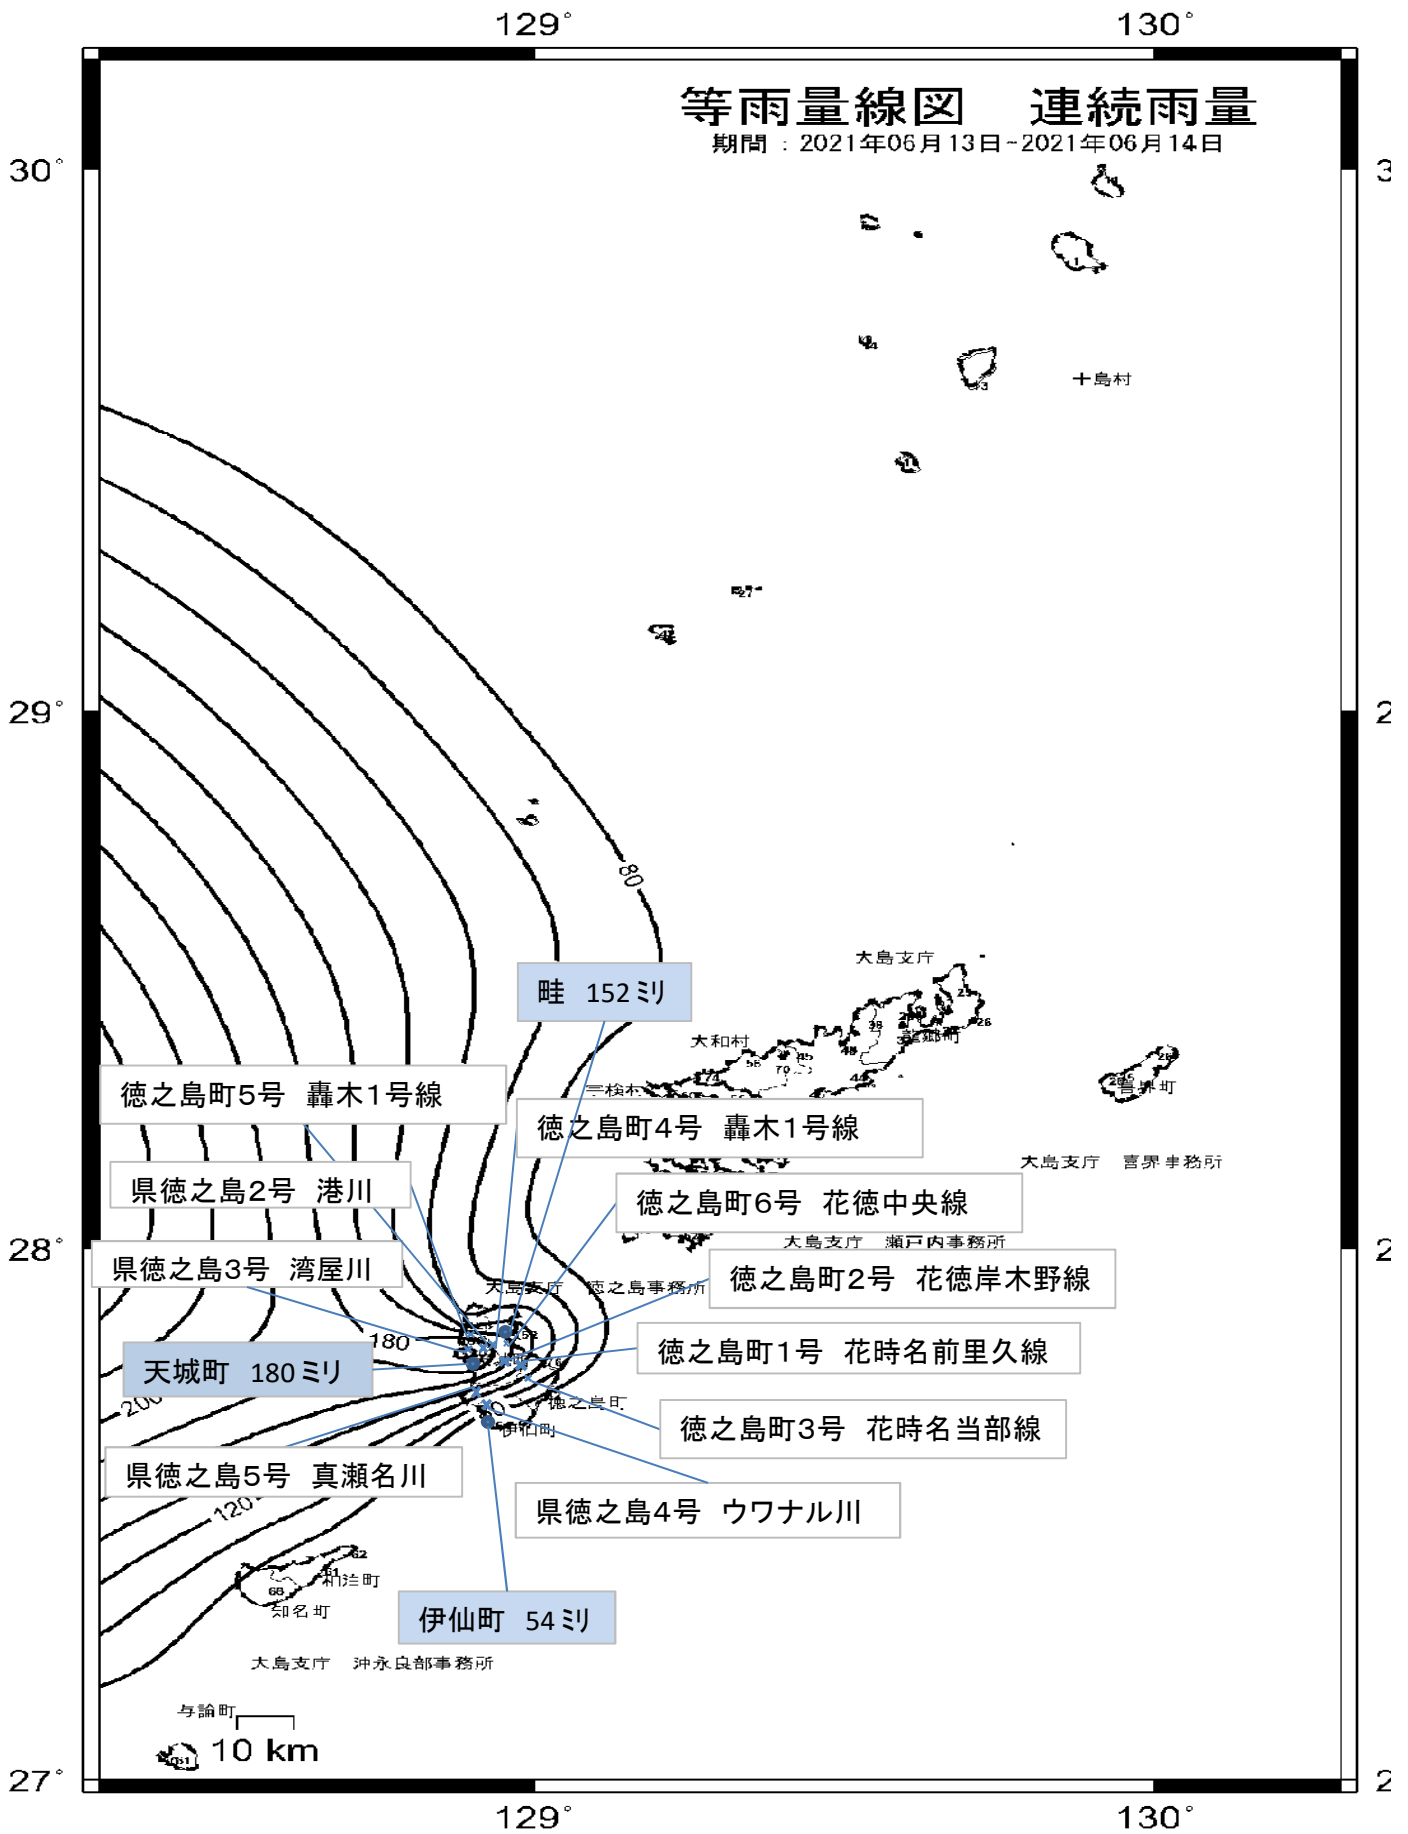 129°
130°
等雨量線図　連続雨量
期間：2021年06月13日-2021年06月14日
30°
3
十島村
27
29°
2
80
大島支庁
畦　152ミリ
大和村
龍郷町
26
徳之島町5号　轟木1号線
喜界町
徳之島町4号　轟木1号線
大島支庁　喜界事務所
県徳之島2号　港川
徳之島町6号　花徳中央線
28°
2
大島支庁　瀬戸内事務所
県徳之島3号　湾屋川
徳之島町2号　花徳岸木野線
大島支庁　徳之島事務所
180
徳之島町1号　花時名前里久線
天城町　180ミリ
200
徳之島町
徳之島町3号　花時名当部線
伊仙町
県徳之島5号　真瀬名川
120
県徳之島4号　ウワナル川
62
61
和泊町
68
知名町
伊仙町　54ミリ
大島支庁　沖永良部事務所
与論町
10 km
27°
2
129°
130°